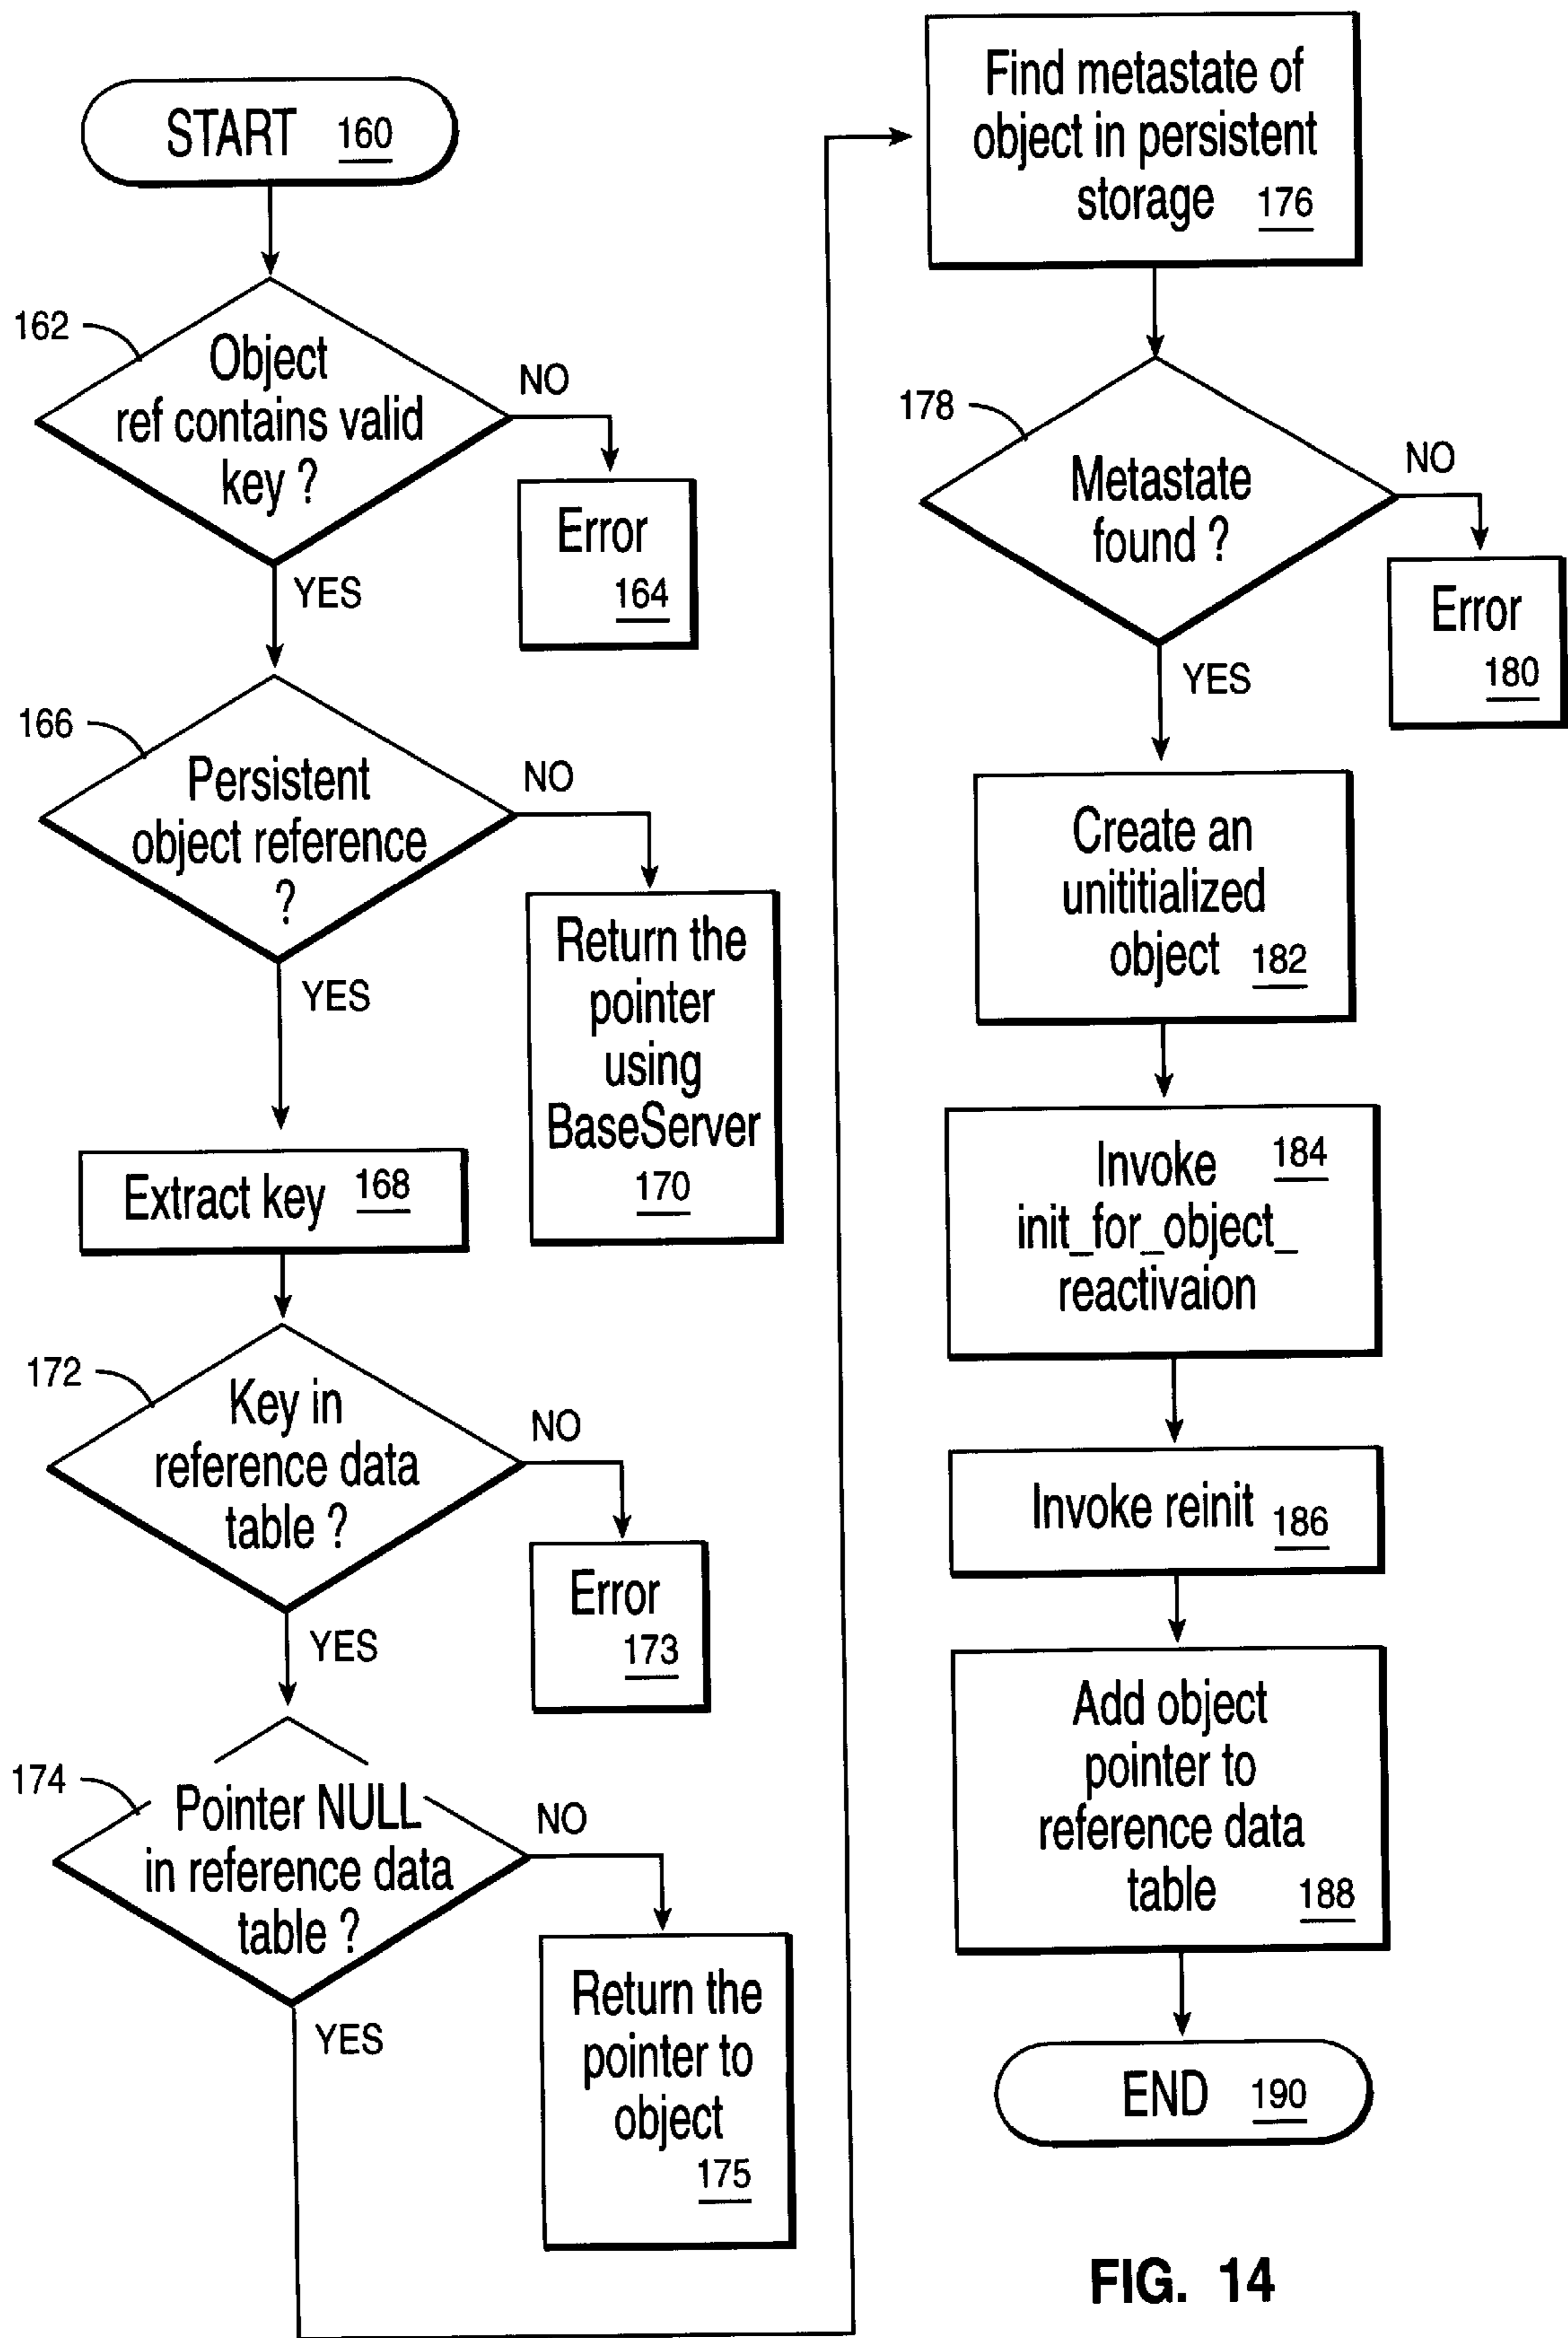 START 160
162
Object
ref contains valid
key ?
NO
Error
164
YES
166
Persistent
object reference
?
NO
Return the
pointer
using
BaseServer
170
YES
Extract key 168
172
Key in
reference data
table ?
NO
Error
173
YES
174
Pointer NULL
in reference data
table ?
NO
Return the
pointer to
object
175
YES
Find metastate of
object in persistent
storage 176
178
Metastate
found ?
NO
Error
180
YES
Create an
unititialized
object 182
Invoke 184
init_for_object_
reactivaion
Invoke reinit 186
Add object
pointer to
reference data
table 188
END 190
FIG. 14